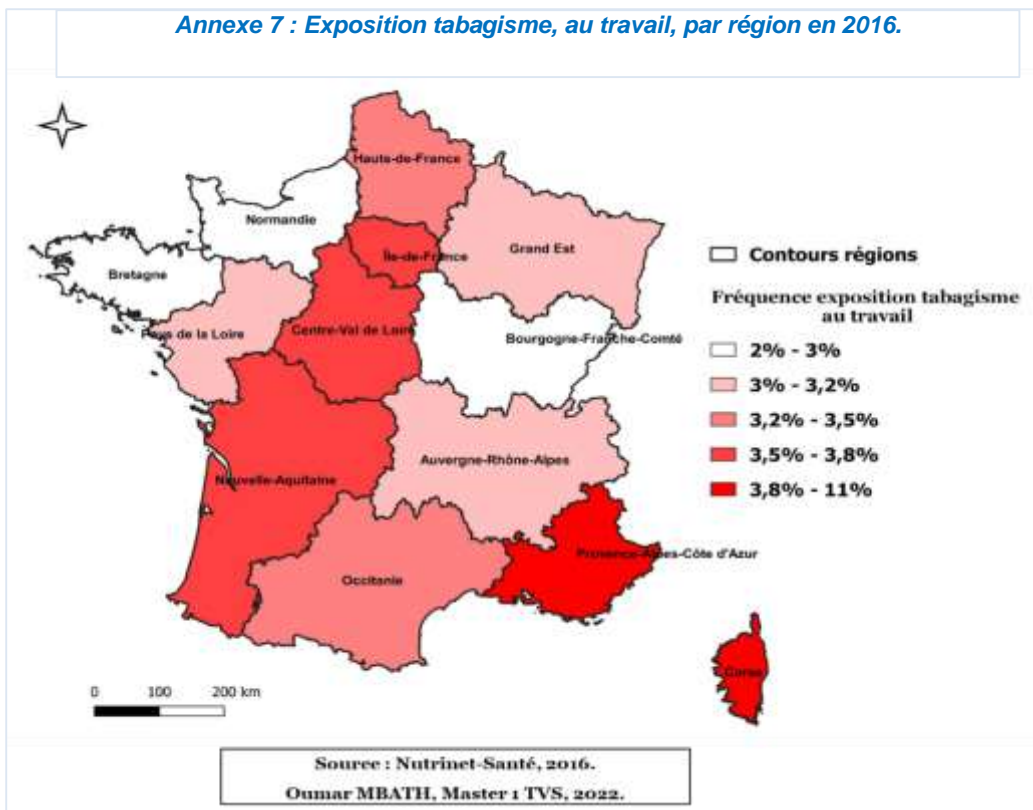 Annexe 7 : Exposition tabagisme, au travail, par région en 2016.
Hauts-de-France
Normandie
Île-de-France
Grand Est
Bretagne
Pays de la Loire
Centre-Val de Loire
Bourgogne-Franche-Comté
Auvergne-Rhône-Alpes
Nouvelle-Aquitaine
Occitanie
Provence-Alpes-Côte d'Azur
Corse
Contours régions
Fréquence exposition tabagisme
au travail
2% - 3%
3% - 3,2%
3,2% - 3,5%
3,5% - 3,8%
3,8% - 11%
0 100 200 km
Source : Nutrinet-Santé, 2016.
Oumar MBATH, Master 1 TVS, 2022.